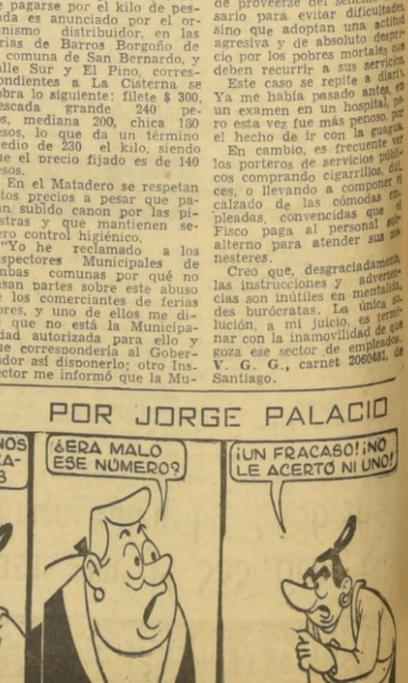 pagarse por el kilo de pes-
da es anunciado por el or-
nismo distribuidor, en las
rias de Barros Borgoño de
comuna de San Bernardo, y
lle Sur y El Pino, corres-
ondientes a La Cisterna se
bra lo siguiente: filete $ 300,
escada grande 240 pe-
os, mediana 200, chica 180
esos, lo que da un término
edio de 230 el kilo, siendo
ue el precio fijado es de 140
esos.
En el Matadero se respetan
tos precios a pesar que pa-
an subido canon por las pi-
stras y que mantienen se-
ero control higiénico.
"Yo he reclamado a los
spectores Municipales de
mbas comunas por qué no
asan partes sobre este abuso
los comerciantes de ferias
ores, y uno de ellos me di-
que no está la Municipa-
dad autorizada para ello y
ue correspondería al Gober-
dor así disponerlo; otro Ins-
ector me informó que la Mu-
de proveerse del
sario para evitar dificultades,
sino que adoptan una actitud
agresiva y de absoluto despre-
cio por los pobres mortales que
deben recurrir a sus servicios.
Este caso se repite a diario.
Ya me había pasado antes, en
un examen en un hospital, pe-
ro esta vez fue más penoso, por
el hecho de ir con la guagua.
En cambio, es frecuente ver
los porteros de servicios públi-
cos comprando cigarrillos, dul-
ces, o llevando a componer el
calzado de las cómodas em-
pleadas, convencidas que el
Fisco paga al personal sub-
alterno para atender sus me-
nesteres.
Creo que, desgraciadamente,
las instrucciones y adverten-
cias son inútiles en mentalida-
des burócratas. La única so-
lución, a mi juicio, es termi-
nar con la inamovilidad de que
goza ese sector de empleados.
V. G. G., carnet 2060481, de
Santiago.
POR JORGE PALACIO
NOS
ZA-
¿ERA MALO
ESE NÚMERO?
¡UN FRACASO! ¡NO
LE ACERTÓ NI UNO!